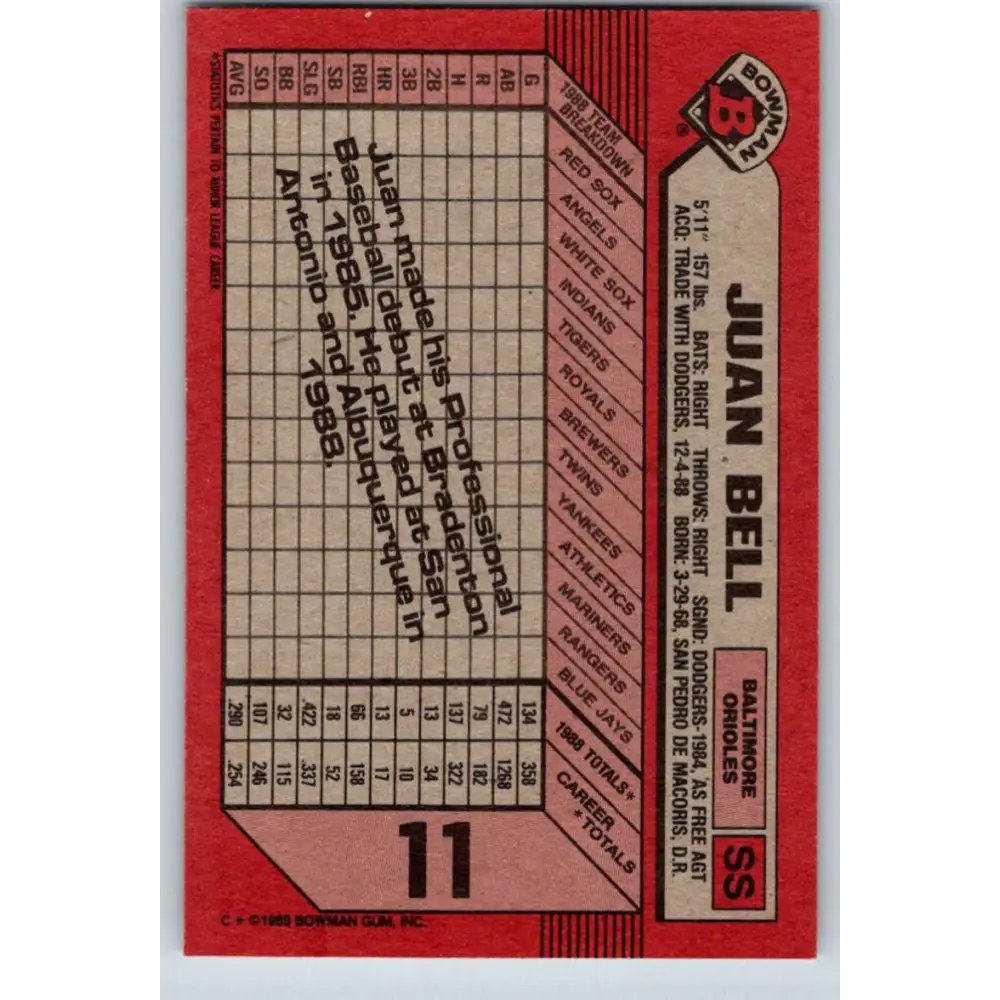 BOWMAN
B
®
JUAN BELL
BALTIMORE
ORIOLES
SS
5'11" 157 lbs. BATS: RIGHT THROWS: RIGHT SGND: DODGERS-1984, AS FREE AGT
ACQ: TRADE WITH DODGERS, 12-4-88 BORN: 3-29-68, SAN PEDRO DE MACORIS, D.R.
1988 TEAM
BREAKDOWN
RED SOX
ANGELS
WHITE SOX
INDIANS
TIGERS
ROYALS
BREWERS
TWINS
YANKEES
ATHLETICS
MARINERS
RANGERS
BLUE JAYS
1988 TOTALS*
CAREER
*TOTALS
G 134 358
AB 472 1268
R 79 182
H 137 322
2B 13 34
3B 5 10
HR 13 17
RBI 66 158
SB 18 52
SLG .422 .337
BB 32 115
SO 107 246
AVG .290 .254
Juan made his Professional
Baseball debut at Bradenton
in 1985. He played at San
Antonio and Albuquerque in
1988.
11
*STATISTICS PERTAIN TO MINOR LEAGUE CAREER
C * ©1989 BOWMAN GUM, INC.